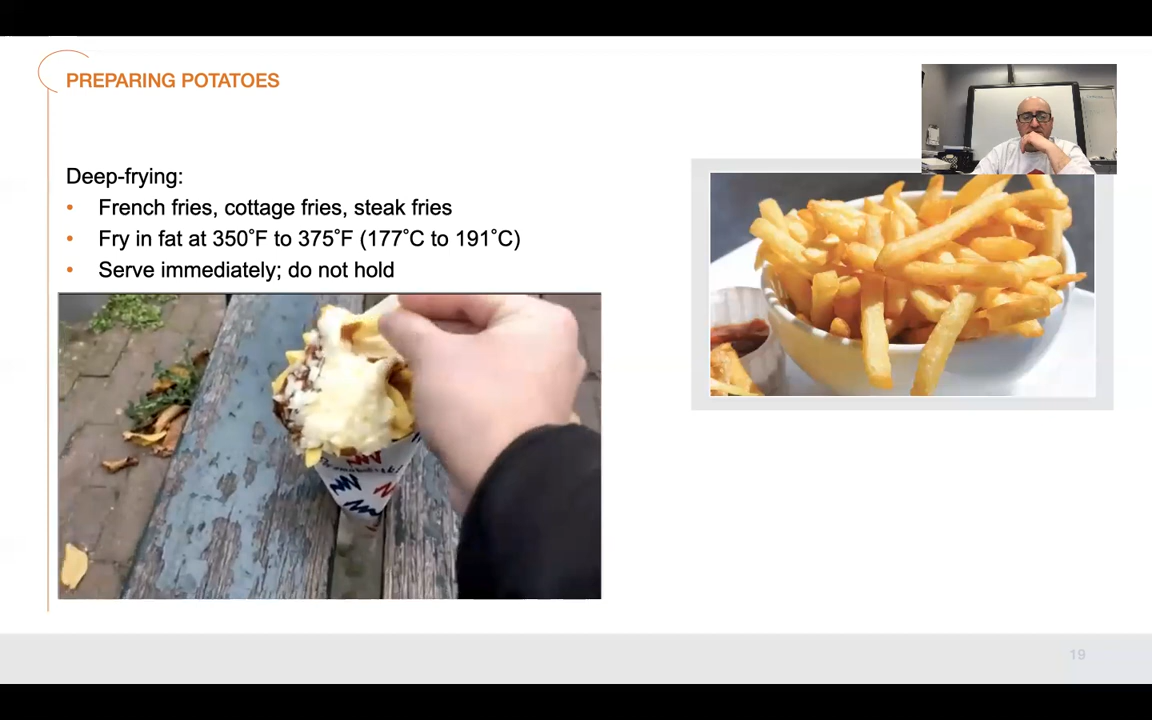 PREPARING POTATOES
Deep-frying:
• French fries, cottage fries, steak fries
• Fry in fat at 350˚F to 375˚F (177˚C to 191˚C)
• Serve immediately; do not hold
19